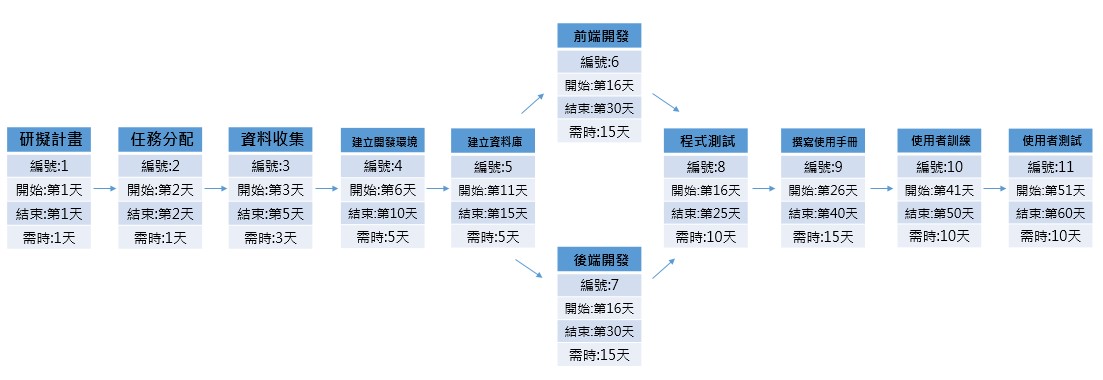 研擬計畫
編號:1
開始:第1天
結束:第1天
需時:1天
任務分配
編號:2
開始:第2天
結束:第2天
需時:1天
資料收集
編號:3
開始:第3天
結束:第5天
需時:3天
建立開發環境
編號:4
開始:第6天
結束:第10天
需時:5天
建立資料庫
編號:5
開始:第11天
結束:第15天
需時:5天
前端開發
編號:6
開始:第16天
結束:第30天
需時:15天
後端開發
編號:7
開始:第16天
結束:第30天
需時:15天
程式測試
編號:8
開始:第16天
結束:第25天
需時:10天
撰寫使用手冊
編號:9
開始:第26天
結束:第40天
需時:15天
使用者訓練
編號:10
開始:第41天
結束:第50天
需時:10天
使用者測試
編號:11
開始:第51天
結束:第60天
需時:10天